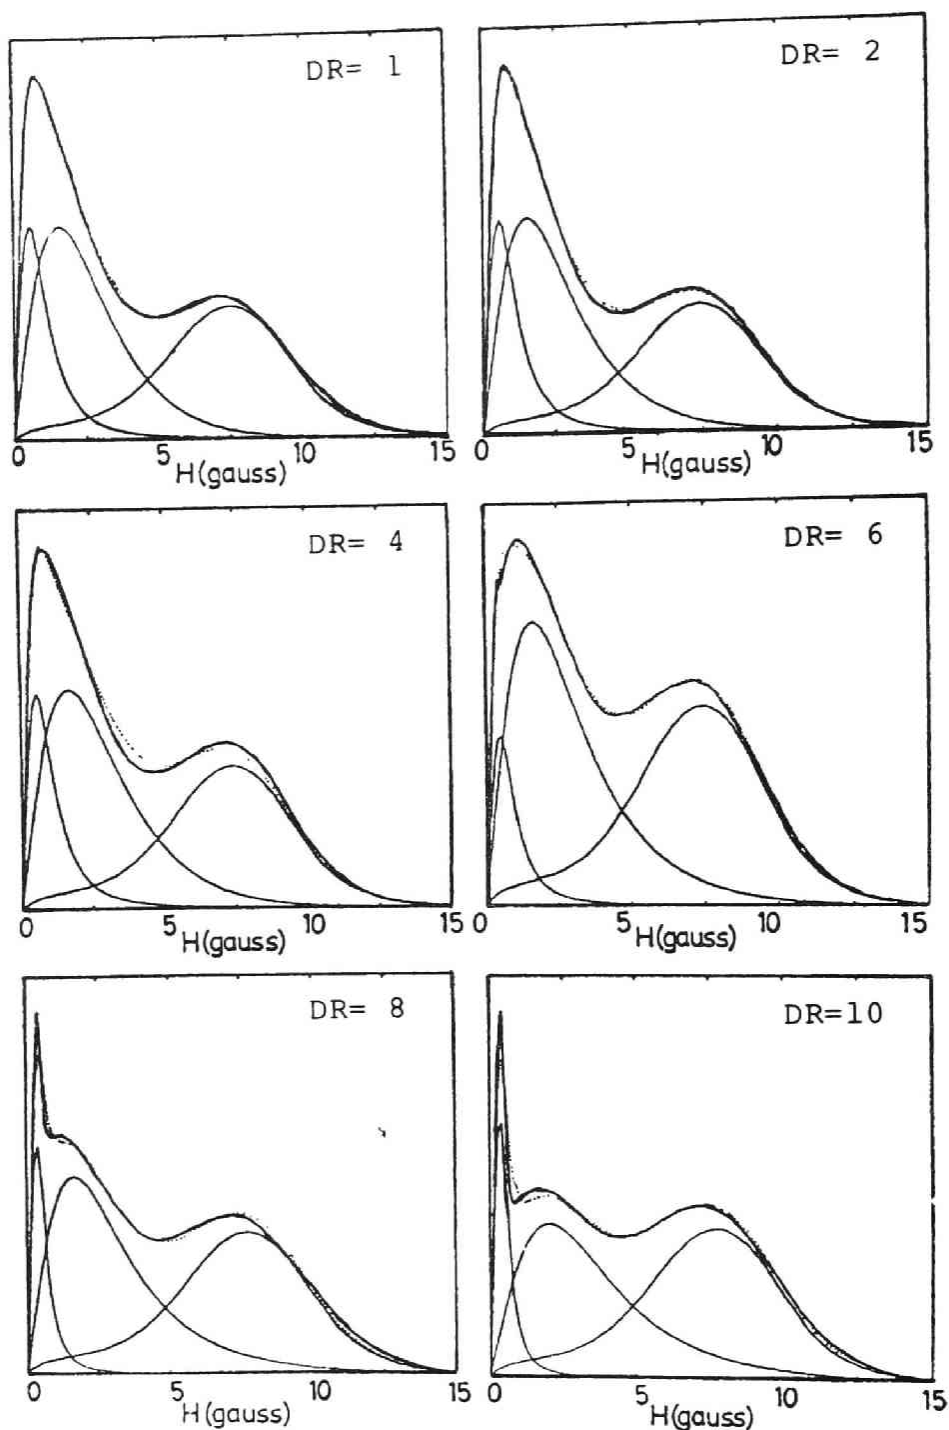 DR= 1
0 5 10 15
H(gauss)
DR= 2
0 5 10 15
H(gauss)
DR= 4
0 5 10 15
H(gauss)
DR= 6
0 5 10 15
H(gauss)
DR= 8
0 5 10 15
H(gauss)
DR=10
0 5 10 15
H(gauss)